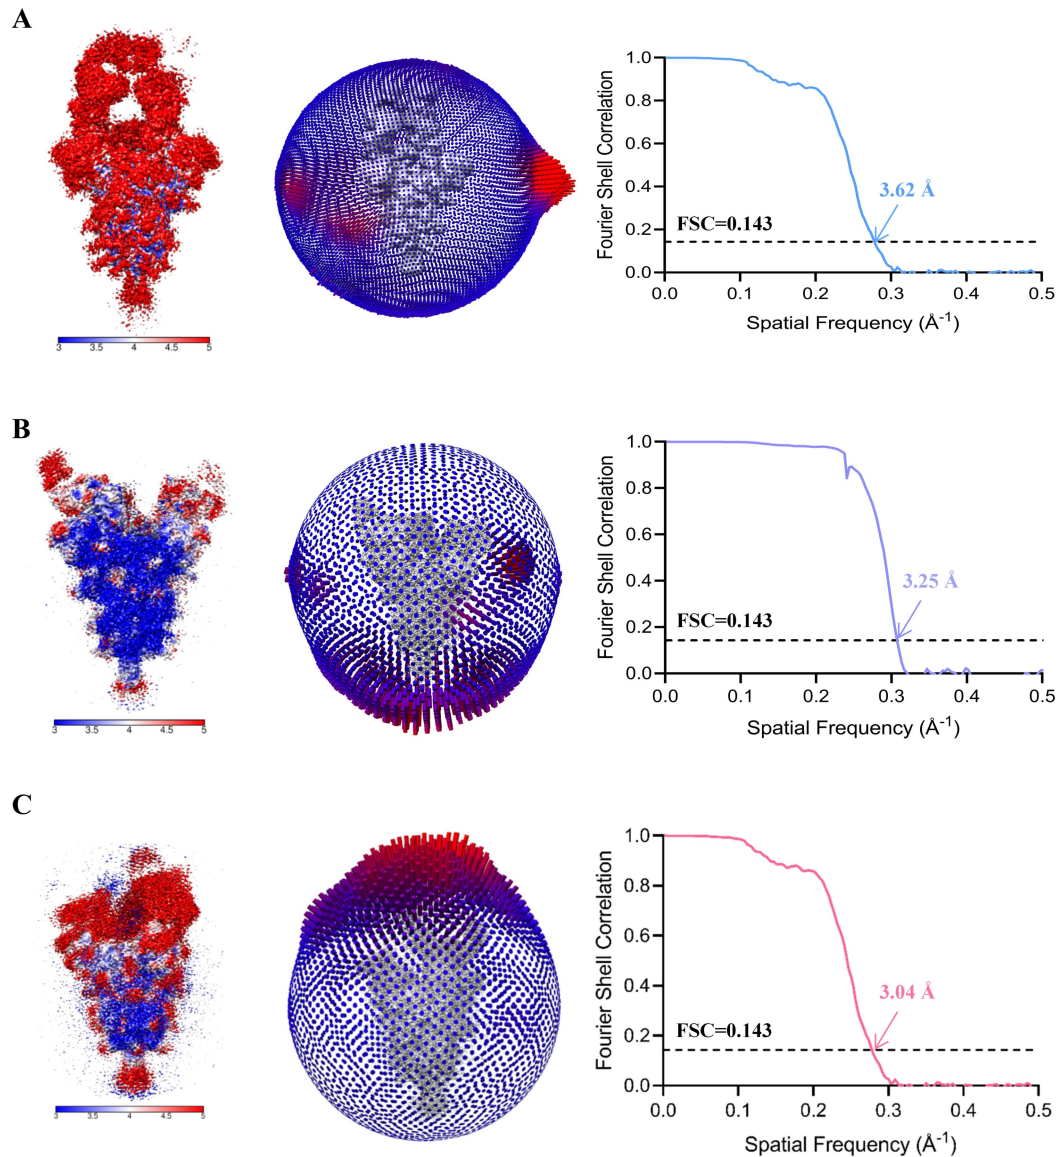 A
3 3.5 4 4.5 5
1.0
0.8
0.6
0.4
0.2
0.0
Fourier Shell Correlation
3.62 Å
FSC=0.143
0.0 0.1 0.2 0.3 0.4 0.5
Spatial Frequency (Å-1)
B
3 3.5 4 4.5 5
1.0
0.8
0.6
0.4
0.2
0.0
Fourier Shell Correlation
3.25 Å
FSC=0.143
0.0 0.1 0.2 0.3 0.4 0.5
Spatial Frequency (Å-1)
C
3 3.5 4 4.5 5
1.0
0.8
0.6
0.4
0.2
0.0
Fourier Shell Correlation
3.04 Å
FSC=0.143
0.0 0.1 0.2 0.3 0.4 0.5
Spatial Frequency (Å-1)